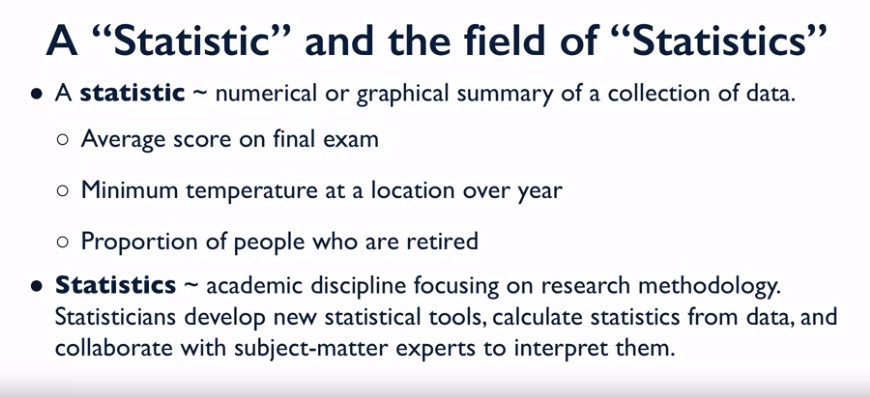 A “Statistic” and the field of “Statistics”
● A statistic ~ numerical or graphical summary of a collection of data.
○ Average score on final exam
○ Minimum temperature at a location over year
○ Proportion of people who are retired
● Statistics ~ academic discipline focusing on research methodology.
Statisticians develop new statistical tools, calculate statistics from data, and
collaborate with subject-matter experts to interpret them.